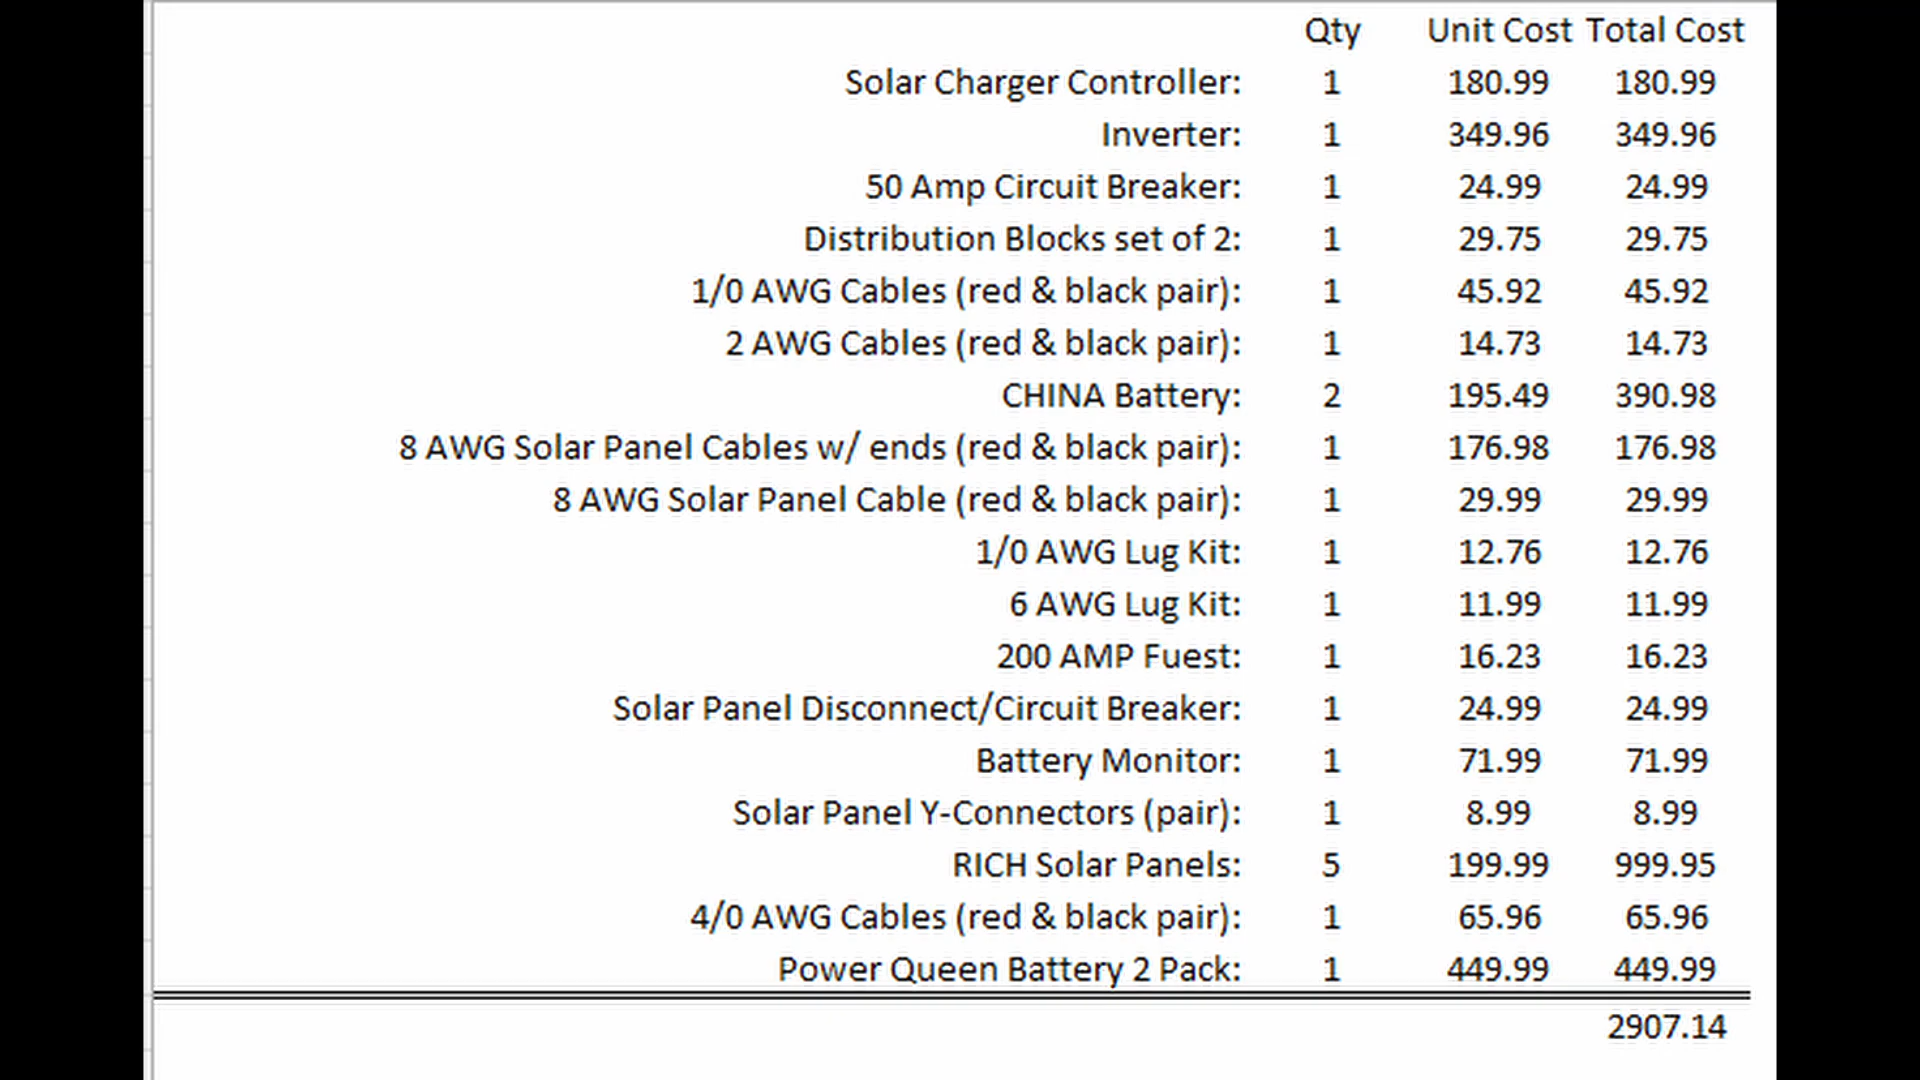 Qty Unit Cost Total Cost
Solar Charger Controller: 1 180.99 180.99
Inverter: 1 349.96 349.96
50 Amp Circuit Breaker: 1 24.99 24.99
Distribution Blocks set of 2: 1 29.75 29.75
1/0 AWG Cables (red & black pair): 1 45.92 45.92
2 AWG Cables (red & black pair): 1 14.73 14.73
CHINA Battery: 2 195.49 390.98
8 AWG Solar Panel Cables w/ ends (red & black pair): 1 176.98 176.98
8 AWG Solar Panel Cable (red & black pair): 1 29.99 29.99
1/0 AWG Lug Kit: 1 12.76 12.76
6 AWG Lug Kit: 1 11.99 11.99
200 AMP Fuest: 1 16.23 16.23
Solar Panel Disconnect/Circuit Breaker: 1 24.99 24.99
Battery Monitor: 1 71.99 71.99
Solar Panel Y-Connectors (pair): 1 8.99 8.99
RICH Solar Panels: 5 199.99 999.95
4/0 AWG Cables (red & black pair): 1 65.96 65.96
Power Queen Battery 2 Pack: 1 449.99 449.99
2907.14